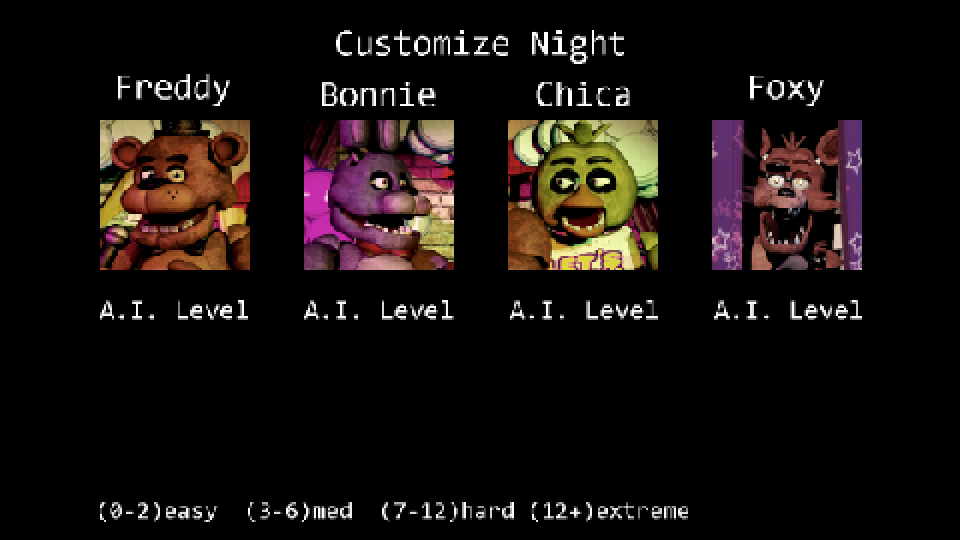 Customize Night
Freddy Bonnie Chica Foxy
A.I. Level A.I. Level A.I. Level A.I. Level
(0-2)easy (3-6)med (7-12)hard (12+)extreme